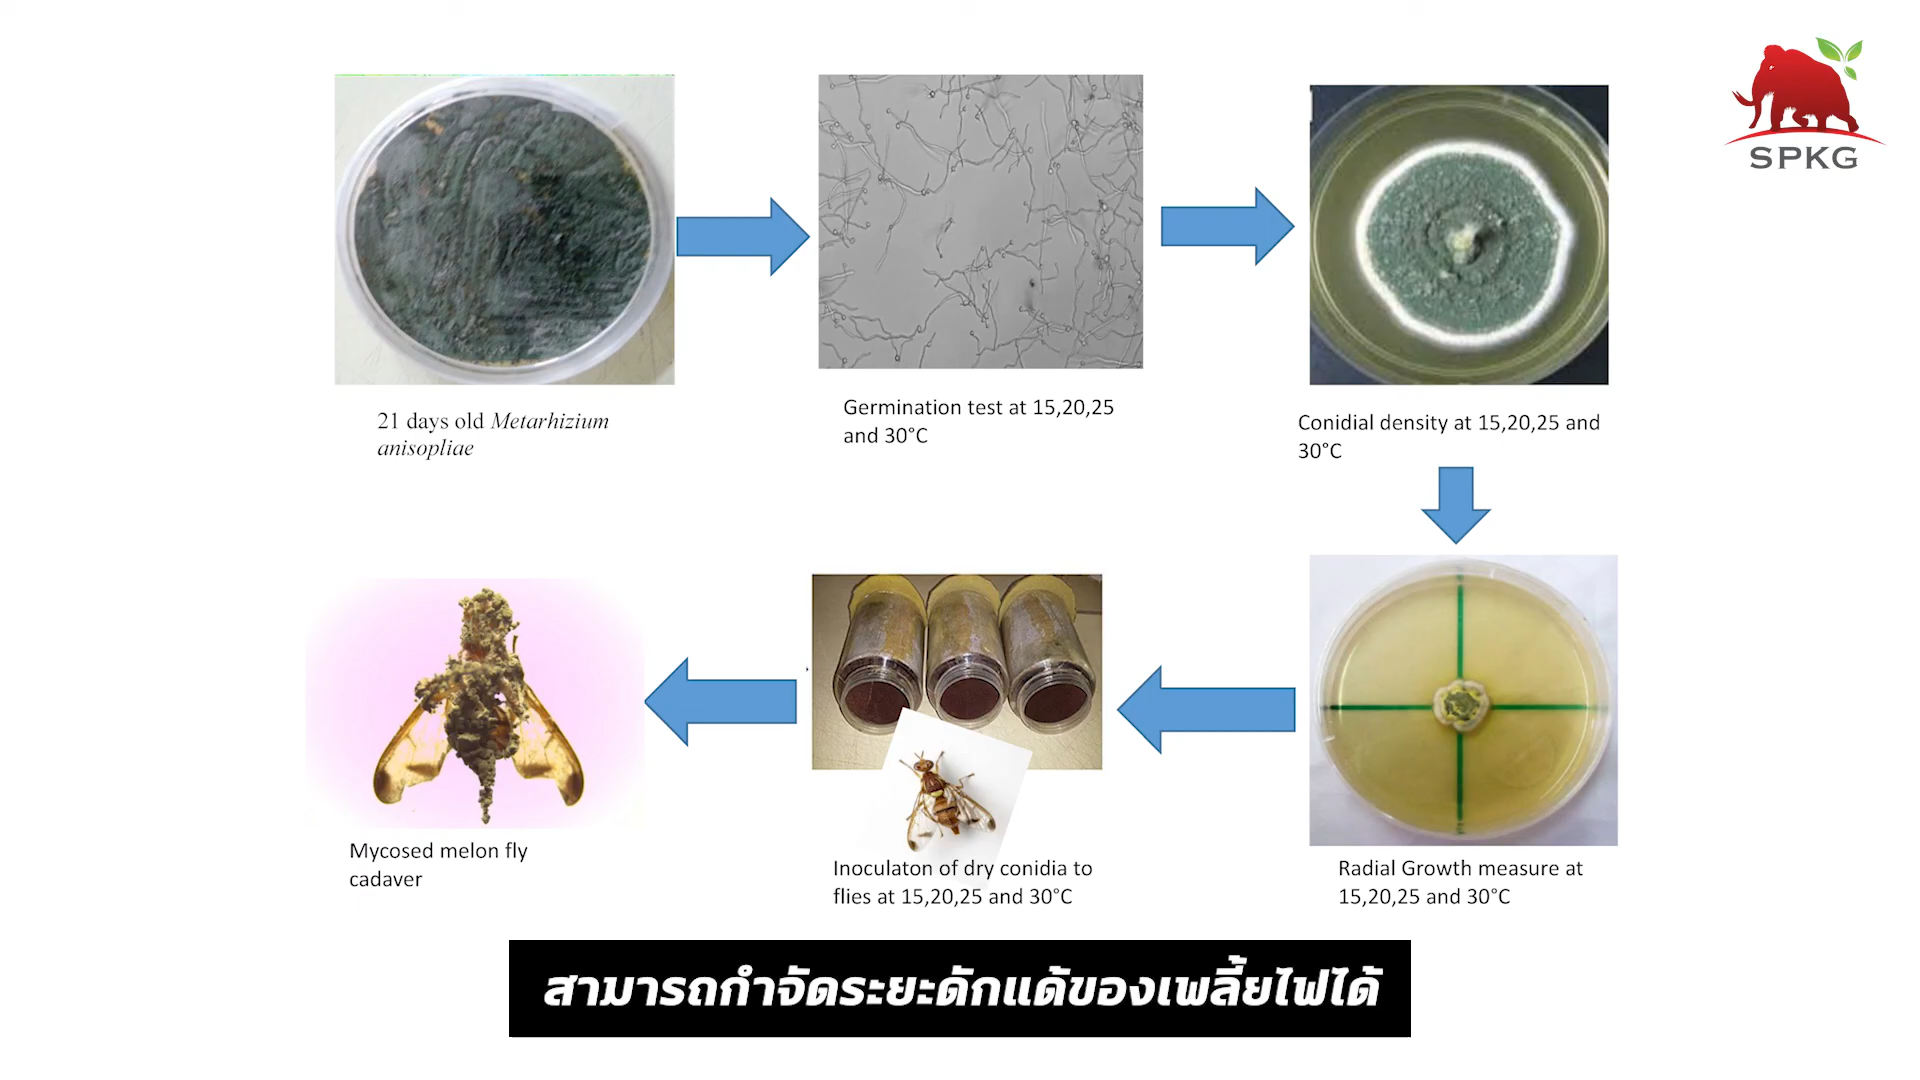 SPKG
21 days old Metarhizium
anisopliae
Germination test at 15,20,25
and 30°C
Conidial density at 15,20,25 and
30°C
Mycosed melon fly
cadaver
Inoculaton of dry conidia to
flies at 15,20,25 and 30°C
Radial Growth measure at
15,20,25 and 30°C
สามารถกำจัดระยะดักแด้ของเพลี้ยไฟได้